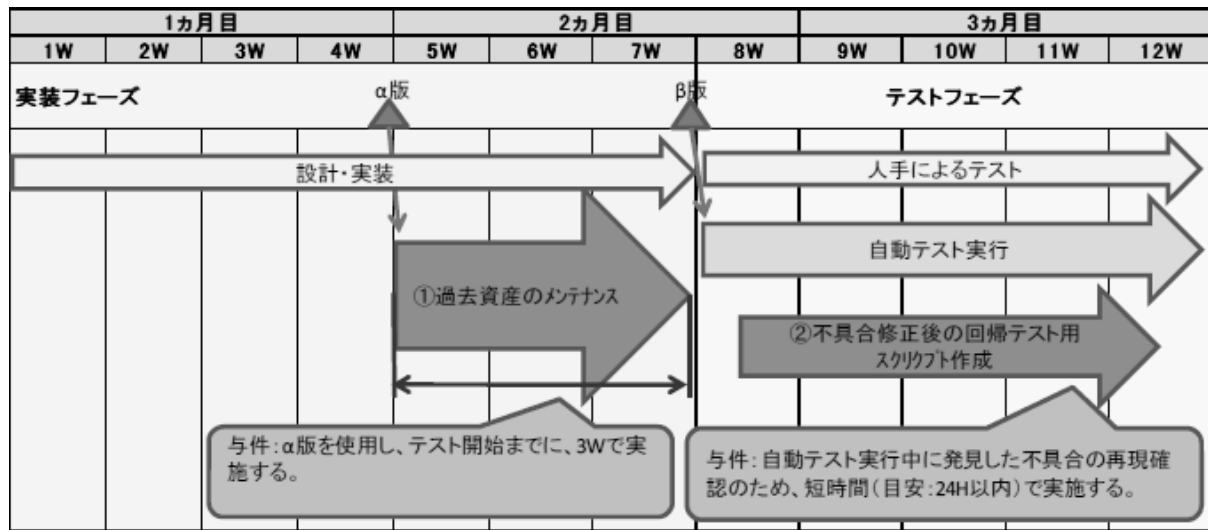 1ヵ月目 2ヵ月目 3ヵ月目
1W 2W 3W 4W 5W 6W 7W 8W 9W 10W 11W 12W
実装フェーズ α版 β版 テストフェーズ
設計・実装 人手によるテスト
自動テスト実行
①過去資産のメンテナンス
②不具合修正後の回帰テスト用
スクリプト作成
与件:α版を使用し、テスト開始までに、3Wで実
施する。
与件:自動テスト実行中に発見した不具合の再現確
認のため、短時間(目安:24H以内)で実施する。